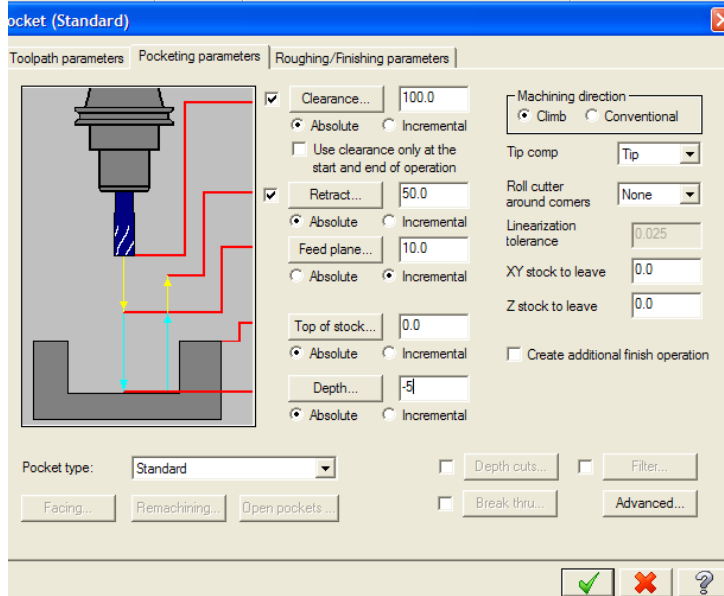 ocket (Standard)
Toolpath parameters Pocketing parameters Roughing/Finishing parameters
Clearance... 100.0
Absolute Incremental
Use clearance only at the
start and end of operation
Retract... 50.0
Absolute Incremental
Feed plane... 10.0
Absolute Incremental
Top of stock... 0.0
Absolute Incremental
Depth... -5
Absolute Incremental
Machining direction
Climb Conventional
Tip comp Tip
Roll cutter
around corners None
Linearization
tolerance 0.025
XY stock to leave 0.0
Z stock to leave 0.0
Create additional finish operation
Pocket type: Standard
Depth cuts... Filter...
Facing... Remachining... Open pockets ...
Break thru... Advanced...